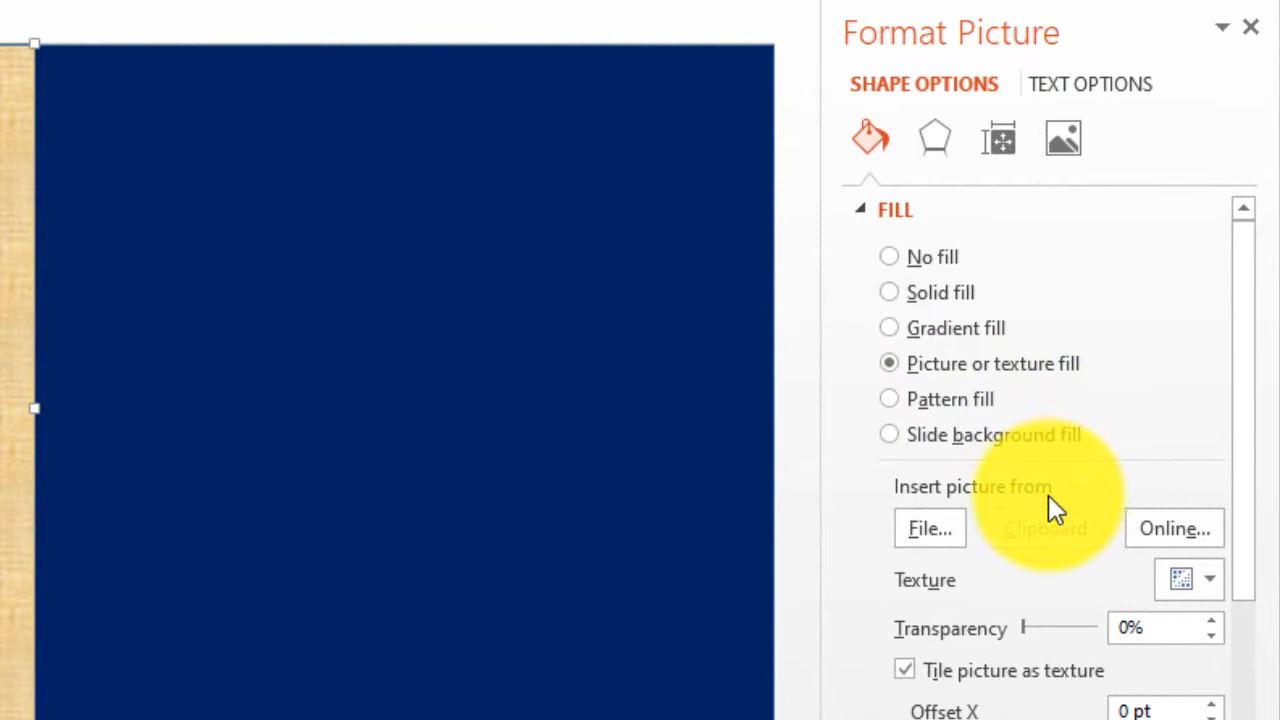 Format Picture
SHAPE OPTIONS TEXT OPTIONS
FILL
No fill
Solid fill
Gradient fill
Picture or texture fill
Pattern fill
Slide background fill
Insert picture from
File... Clipboard Online...
Texture
Transparency 0%
Tile picture as texture
Offset X 0 pt